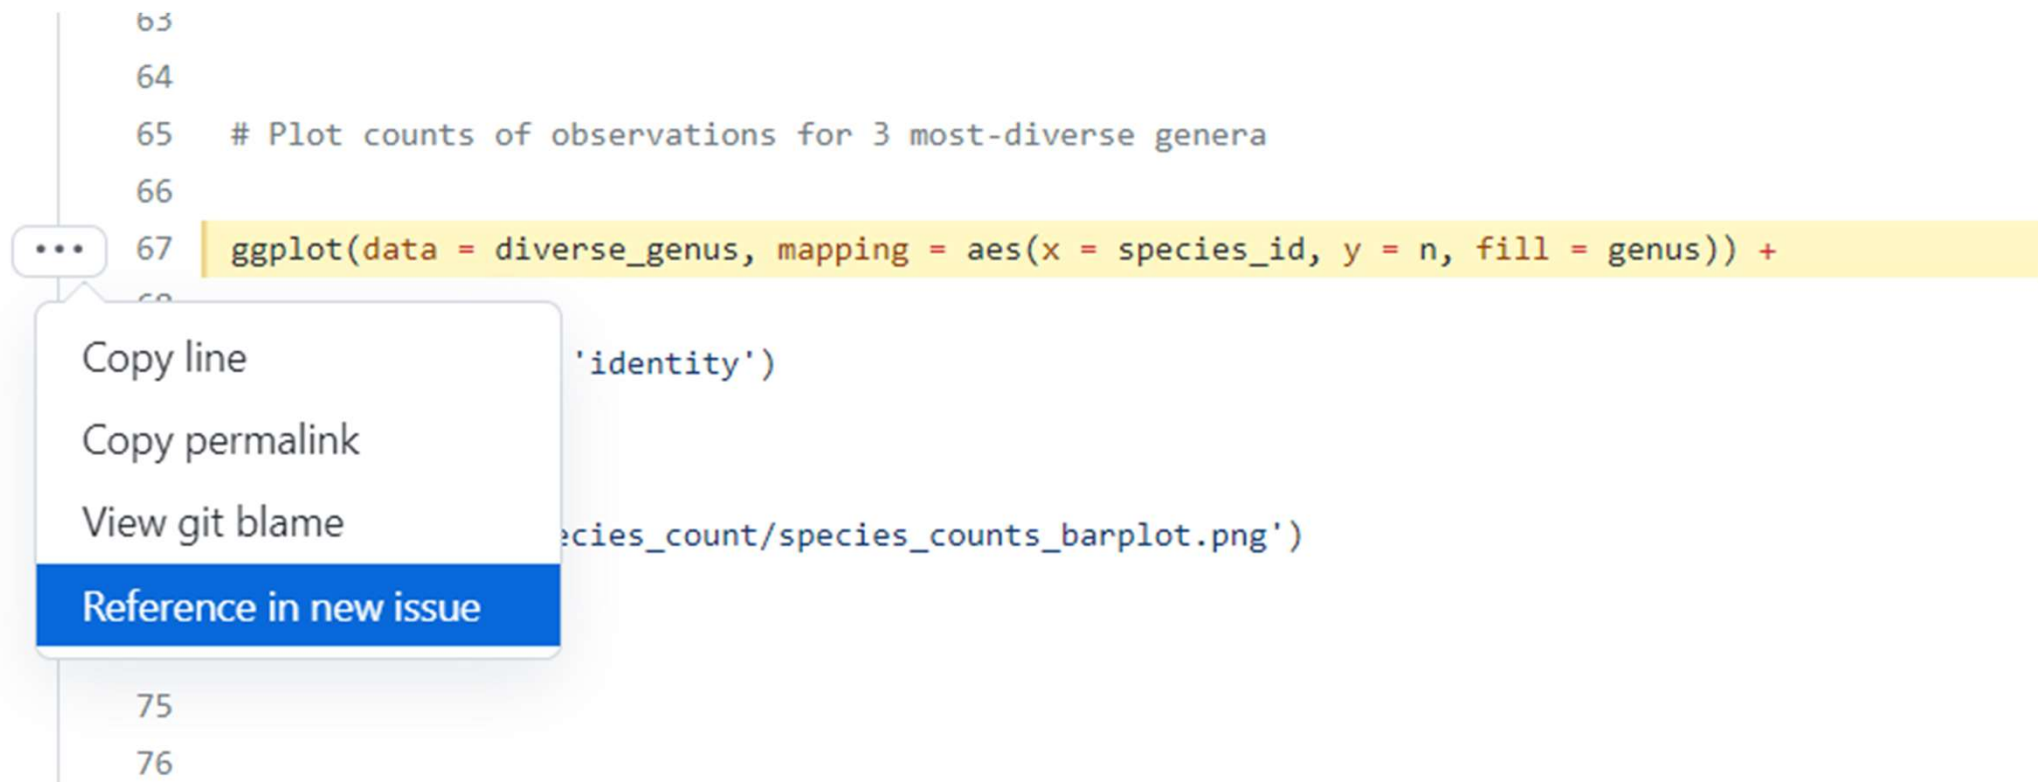 63
64
65 # Plot counts of observations for 3 most-diverse genera
66
••• 67 ggplot(data = diverse_genus, mapping = aes(x = species_id, y = n, fill = genus)) +
68
Copy line
'identity')
Copy permalink
View git blame
ecies_count/species_counts_barplot.png')
Reference in new issue
75
76